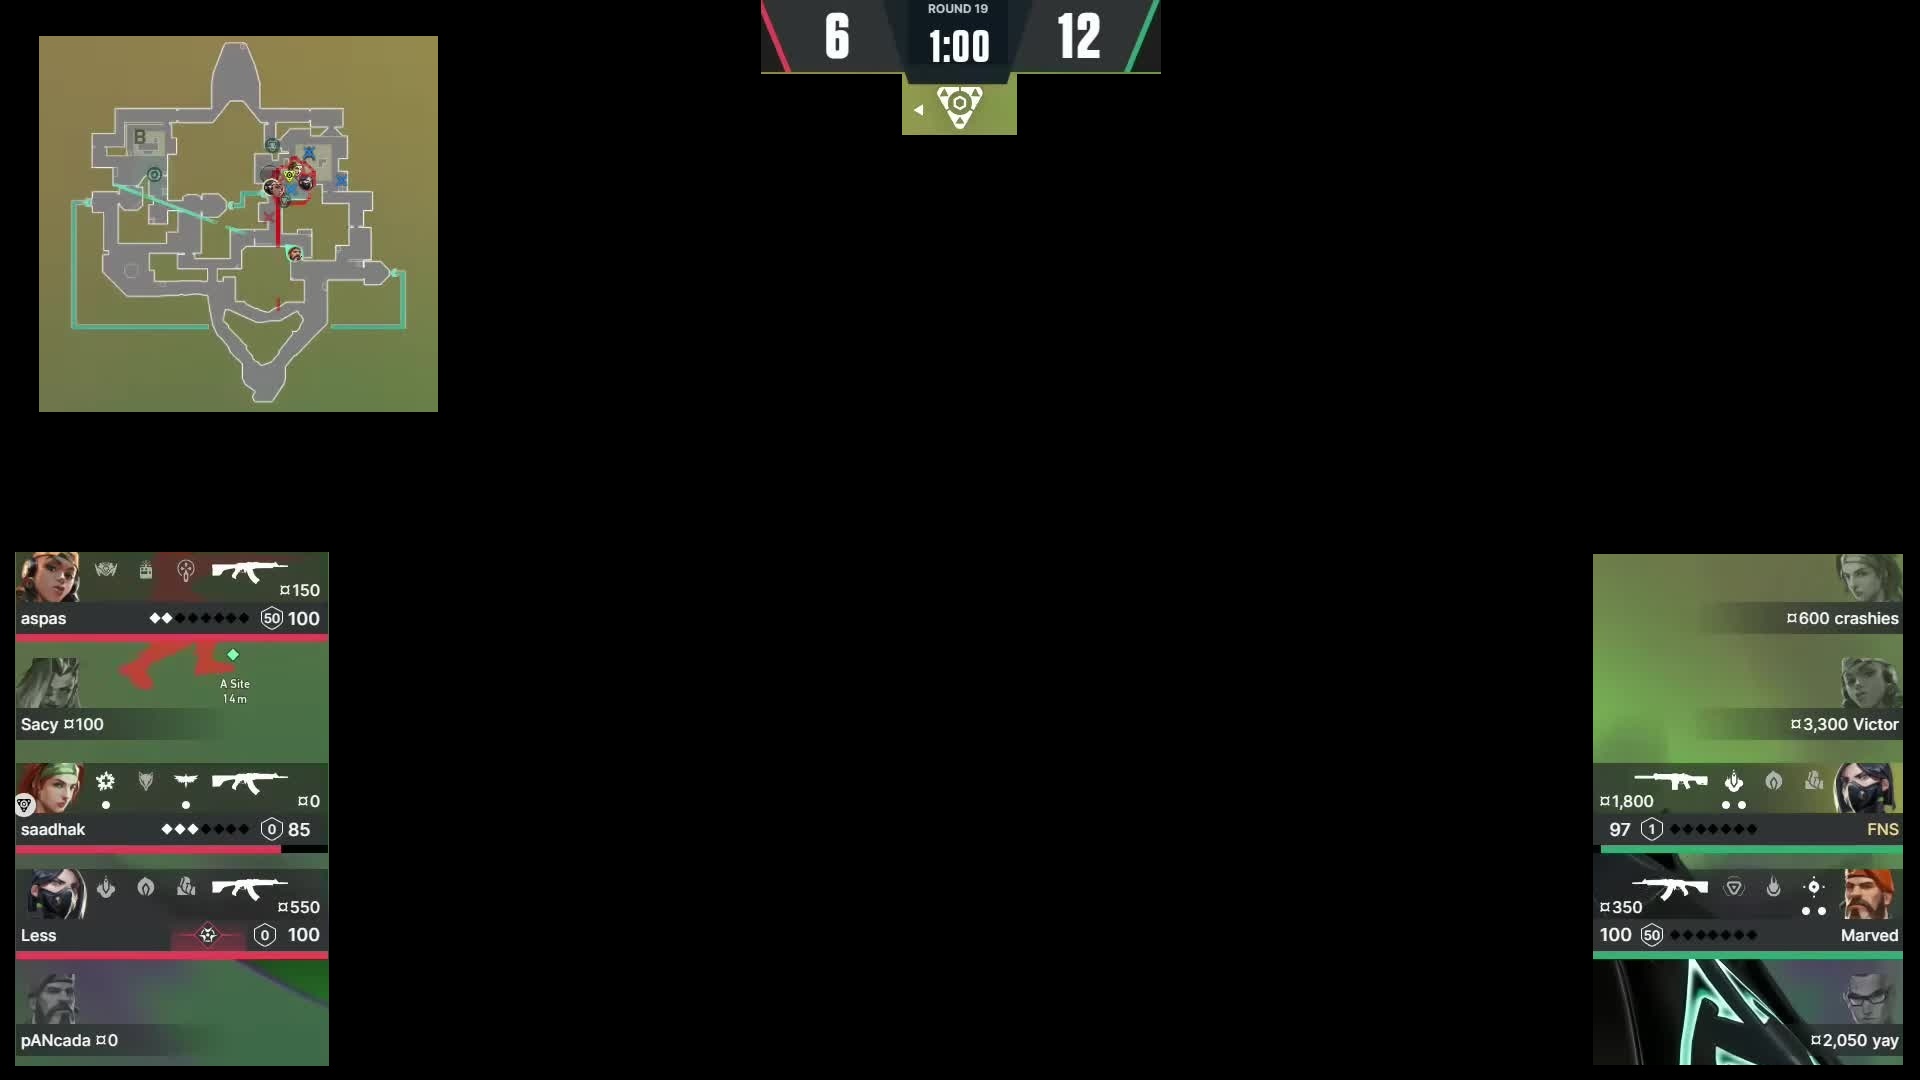 6
ROUND 19
1:00
12
B
A
¤150
aspas
50 100
A Site
14m
Sacy ¤100
¤0
saadhak
0 85
¤550
Less
0 100
pANcada ¤0
¤600 crashies
¤3,300 Victor
¤1,800
97 1
FNS
¤350
100 50
Marved
¤2,050 yay